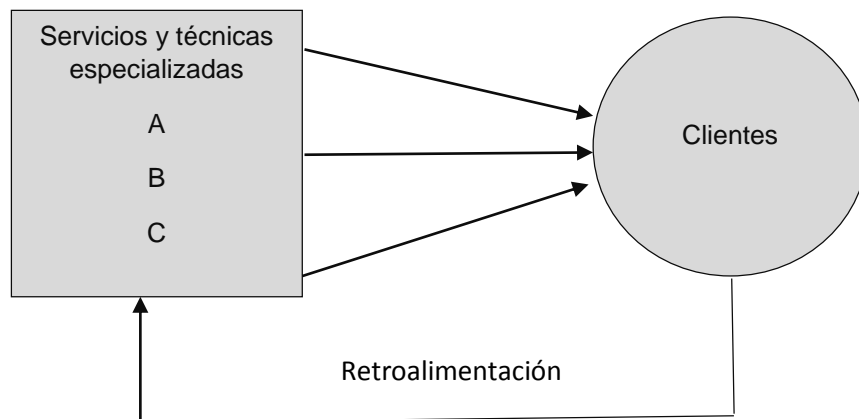 Servicios y técnicas
especializadas
A
B
C
Clientes
Retroalimentación